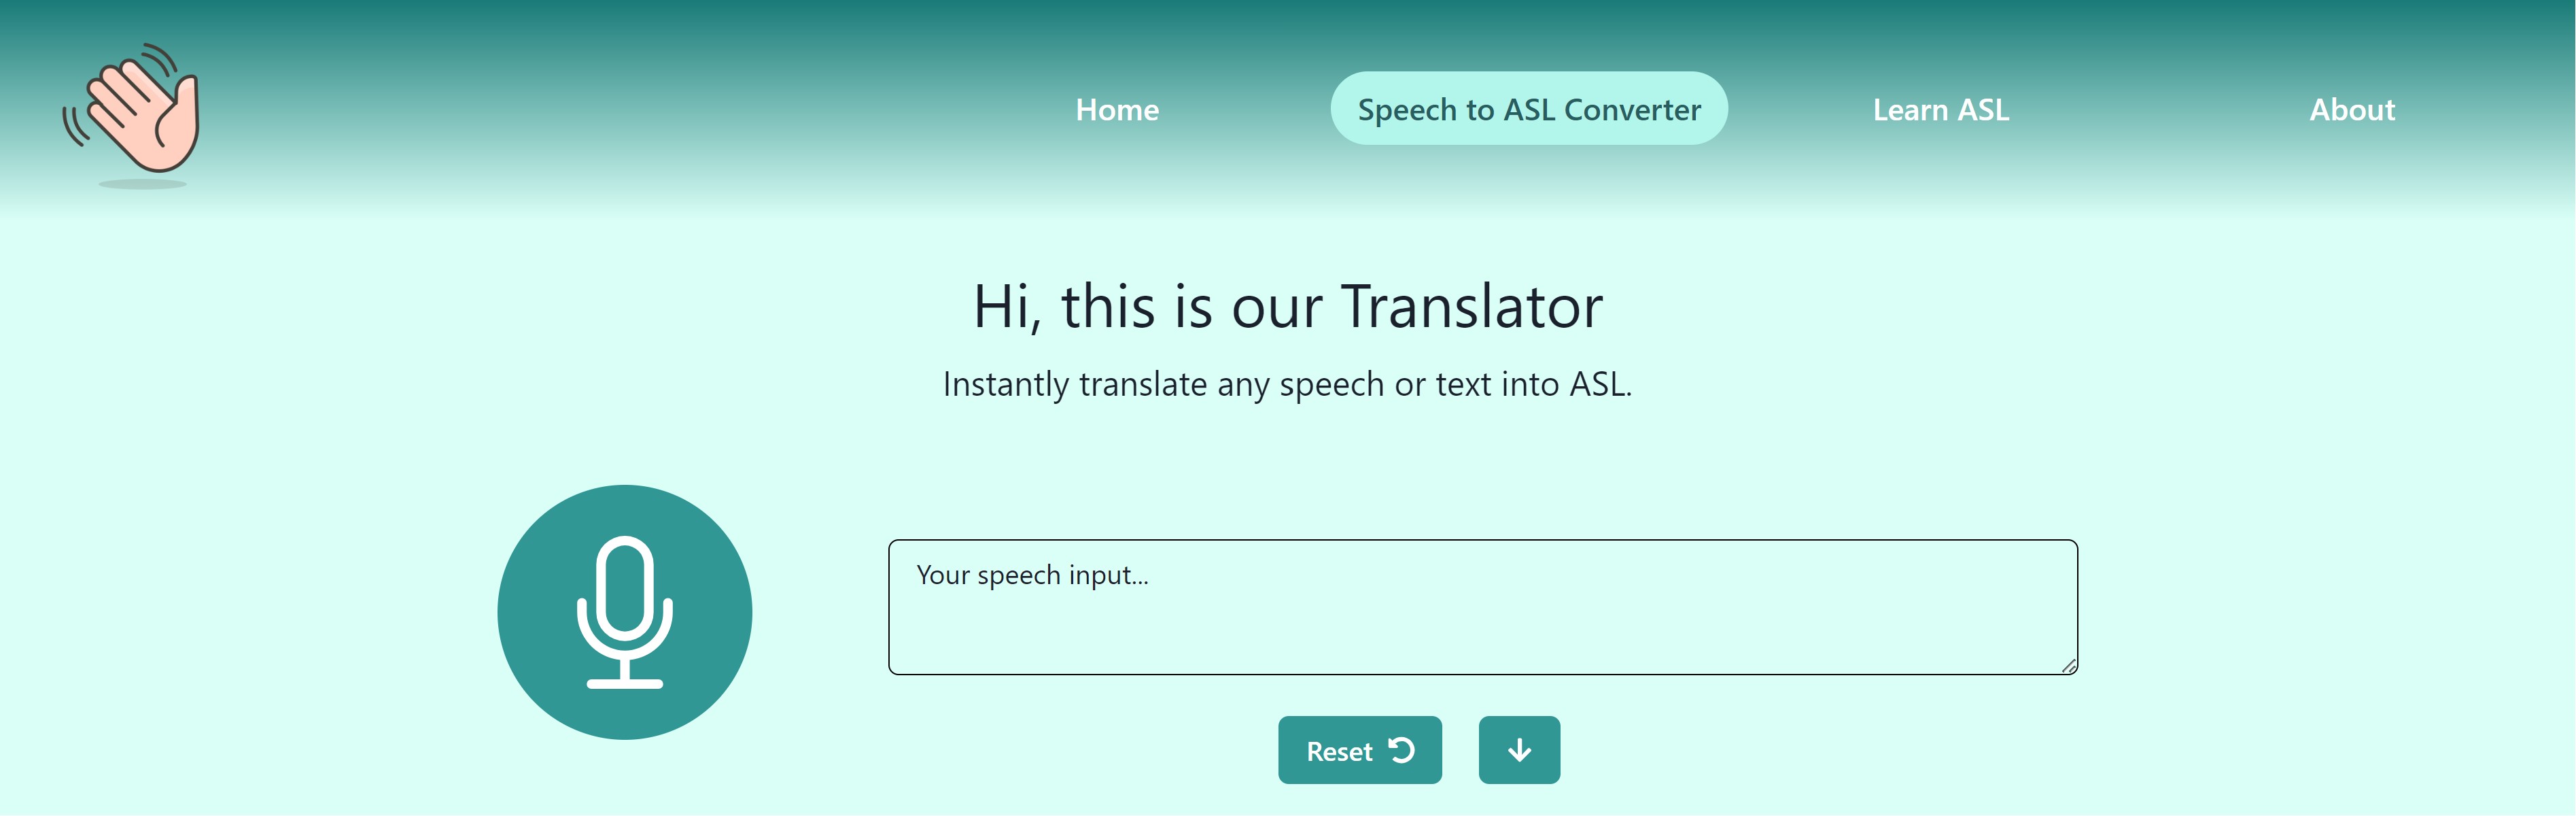 Home
Speech to ASL Converter
Learn ASL
About
Hi, this is our Translator
Instantly translate any speech or text into ASL.
Your speech input...
Reset